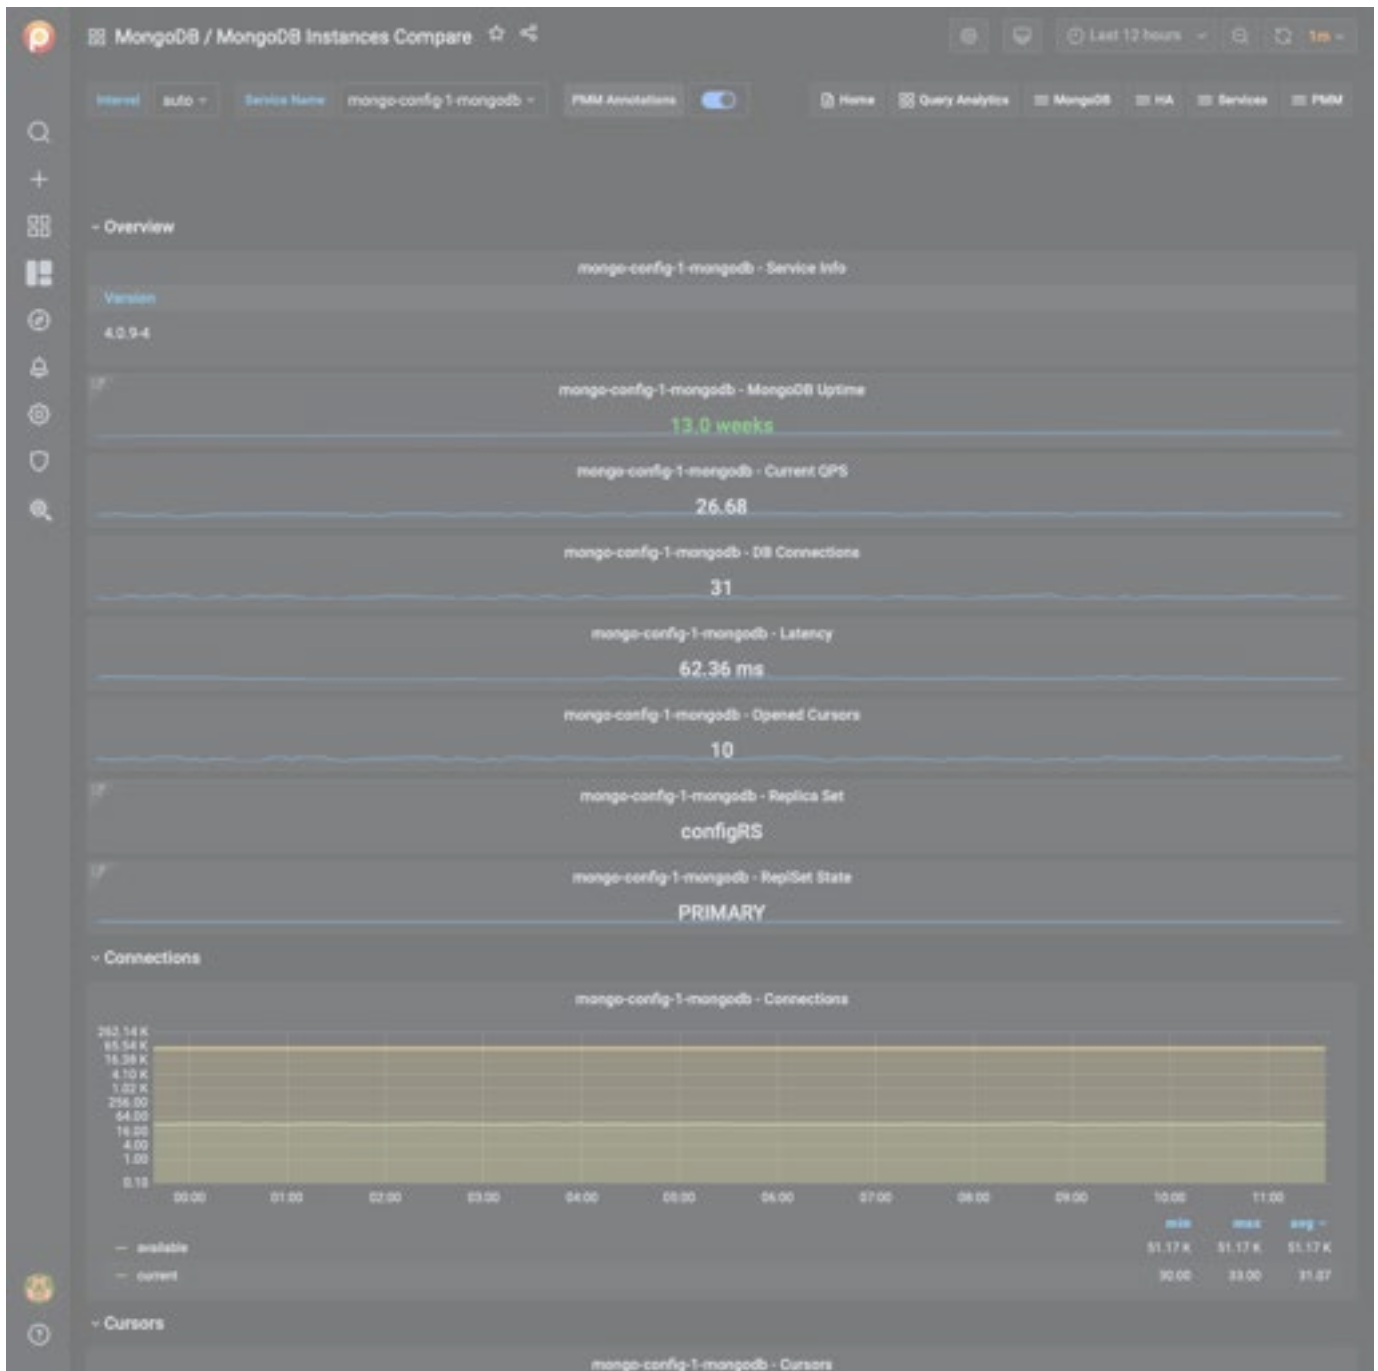 MongoDB / MongoDB Instances Compare
Last 12 hours 1m
Interval auto Service Name mongo-config-1-mongodb PMM Annotations Home Query Analytics MongoDB HA Services PMM
Overview
mongo-config-1-mongodb - Service Info
Version
4.0.9-4
mongo-config-1-mongodb - MongoDB Uptime
13.0 weeks
mongo-config-1-mongodb - Current QPS
26.68
mongo-config-1-mongodb - DB Connections
31
mongo-config-1-mongodb - Latency
62.36 ms
mongo-config-1-mongodb - Opened Cursors
10
mongo-config-1-mongodb - Replica Set
configRS
mongo-config-1-mongodb - ReplSet State
PRIMARY
Connections
mongo-config-1-mongodb - Connections
262.14 K
65.54 K
16.38 K
4.10 K
1.02 K
256.00
64.00
16.00
4.00
1.00
0.10
00:00 01:00 02:00 03:00 04:00 05:00 06:00 07:00 08:00 09:00 10:00 11:00
min max avg
available 51.17 K 51.17 K 51.17 K
current 30.00 33.00 31.07
Cursors
mongo-config-1-mongodb - Cursors